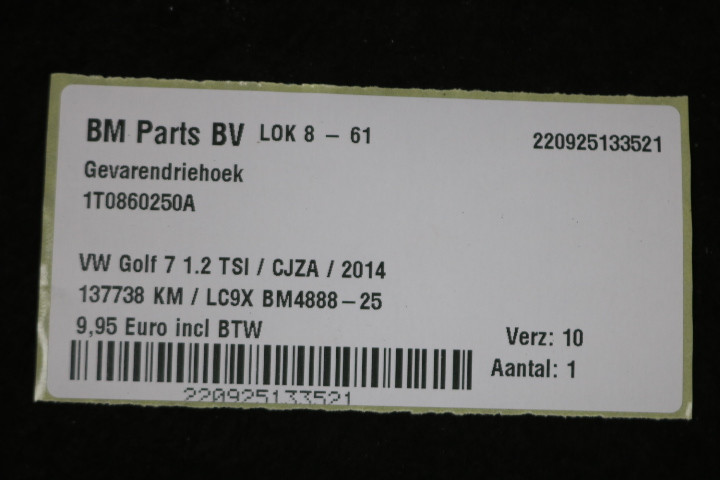 BM Parts BV LOK 8 - 61
220925133521
Gevarendriehoek
1T0860250A
VW Golf 7 1.2 TSI / CJZA / 2014
137738 KM / LC9X BM4888-25
9,95 Euro incl BTW
Verz: 10
Aantal: 1
220925133521